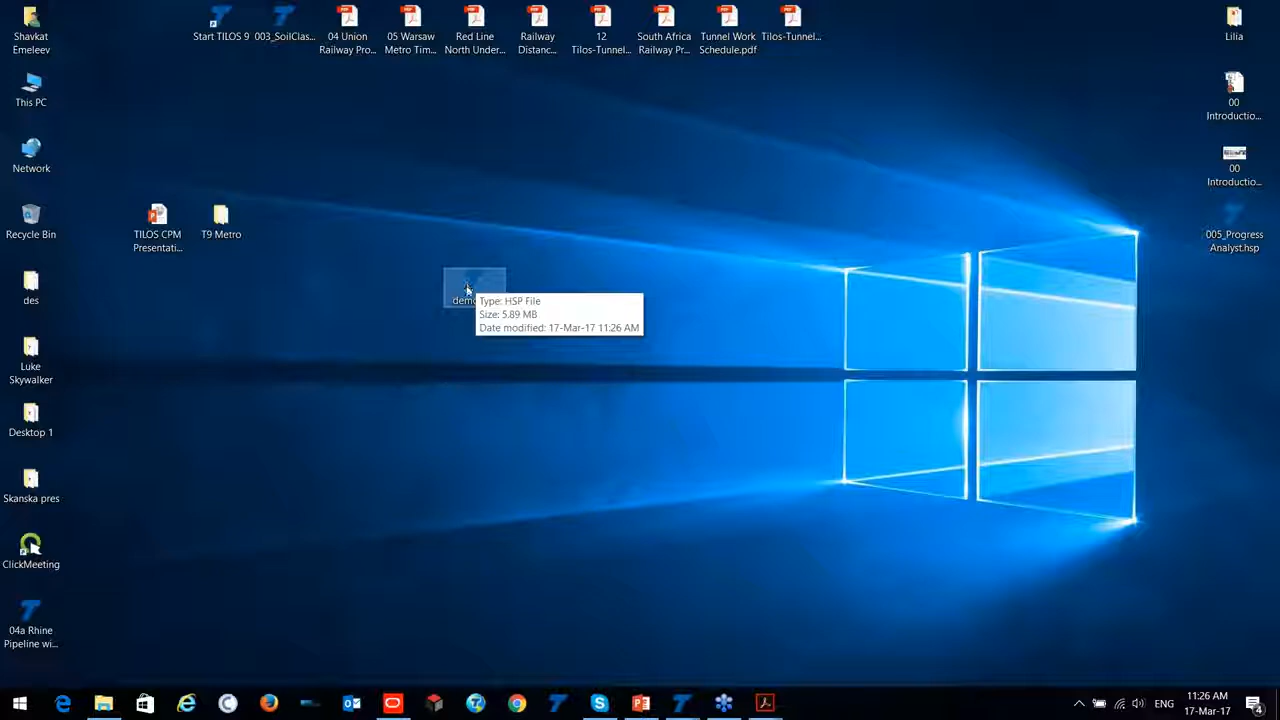 Shavkat
Emeleev
Start TILOS 9
003_SoilClas...
04 Union
Railway Pro...
05 Warsaw
Metro Tim...
Red Line
North Under...
Railway
Distanc...
12
Tilos-Tunnel...
South Africa
Railway Pr...
Tunnel Work
Schedule.pdf
Tilos-Tunnel...
Lilia
This PC
00
Introductio...
Network
00
Introductio...
Recycle Bin
TILOS CPM
Presentati...
T9 Metro
005_Progress
Analyst.hsp
des
Type: HSP File
Size: 5.89 MB
Date modified: 17-Mar-17 11:26 AM
Luke
Skywalker
Desktop 1
Skanska pres
ClickMeeting
04a Rhine
Pipeline wi...
ENG
11:26 AM
17-Mar-17
4